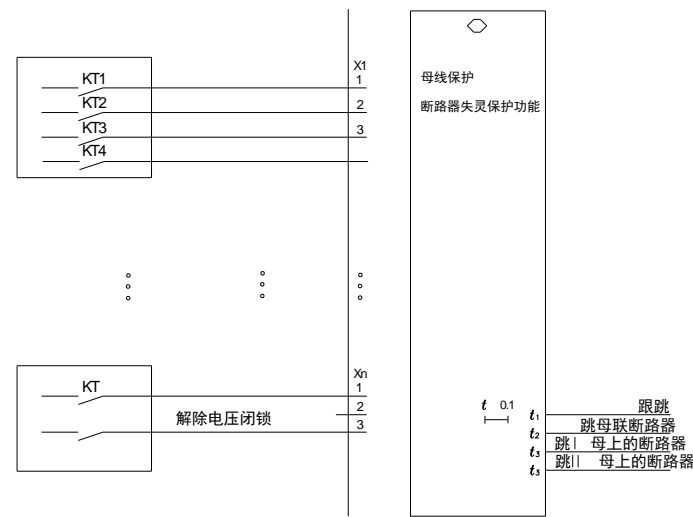 X1
KT1
1
KT2
2
KT3
3
KT4
母线保护
断路器失灵保护功能
Xn
KT
1
2
解除电压闭锁
3
t 0.1
t₁ 跟跳
t₂ 跳母联断路器
t₃ 跳Ⅰ 母上的断路器
t₃ 跳Ⅱ 母上的断路器